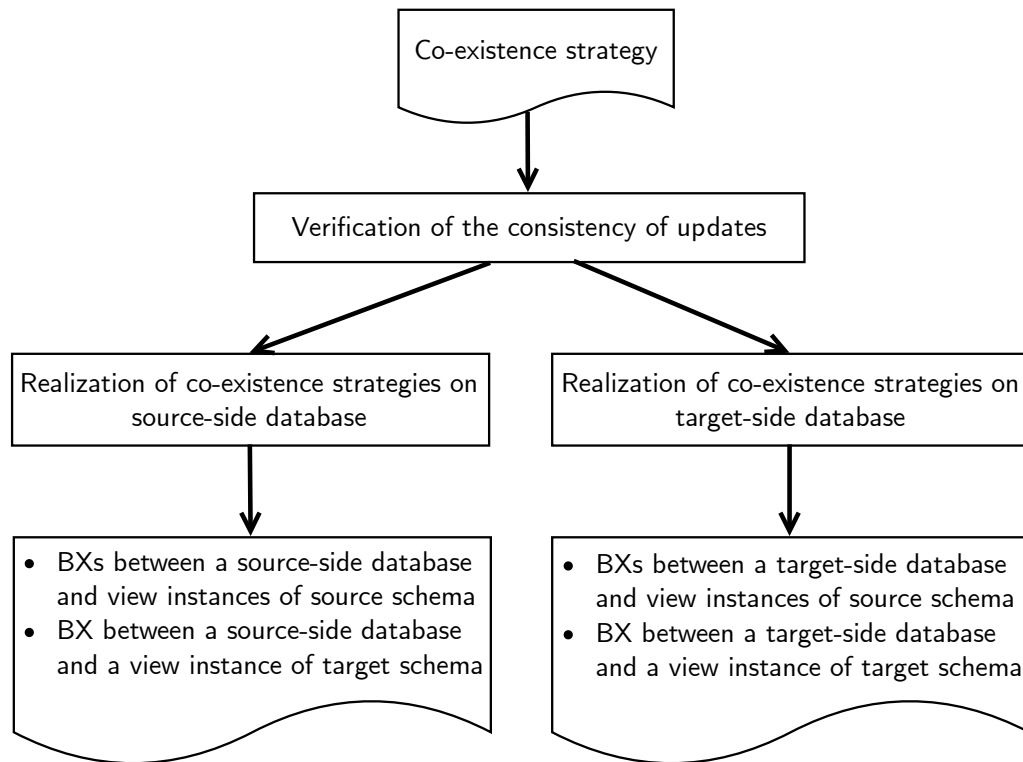 Co-existence strategy
Verification of the consistency of updates
Realization of co-existence strategies on
source-side database
Realization of co-existence strategies on
target-side database
• BXs between a source-side database
and view instances of source schema
• BX between a source-side database
and a view instance of target schema
• BXs between a target-side database
and view instances of source schema
• BX between a target-side database
and a view instance of target schema